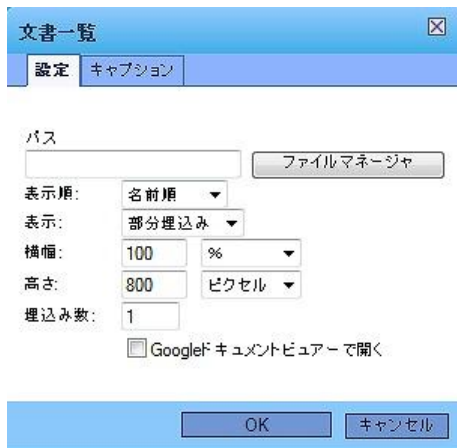 文書一覧
設定 キャプション
パス
ファイルマネージャ
表示順: 名前順
表示: 部分埋込み
横幅: 100 %
高さ: 800 ピクセル
埋込み数: 1
Googleドキュメントビュアーで開く
OK キャンセル